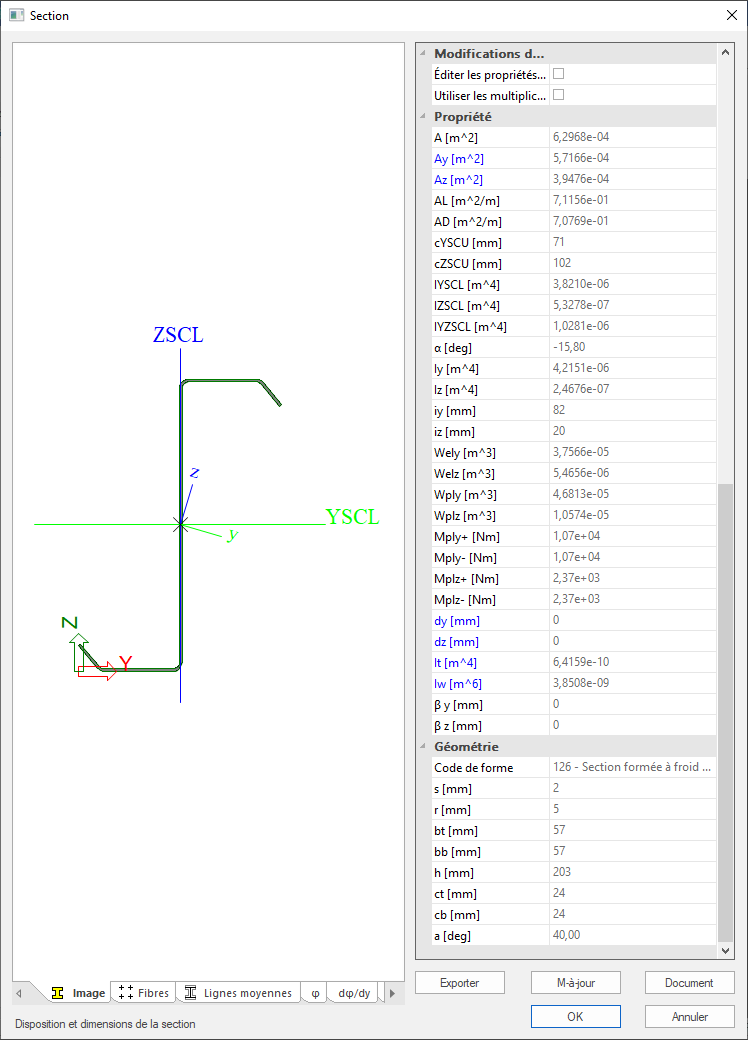 Section
ZSCL
z
YSCL
y
Z
Y
Modifications d...
Éditer les propriétés...
Utiliser les multiplic...
Propriété
A [m^2] 6,2968e-04
Ay [m^2] 5,7166e-04
Az [m^2] 3,9476e-04
AL [m^2/m] 7,1156e-01
AD [m^2/m] 7,0769e-01
cYSCU [mm] 71
cZSCU [mm] 102
IYSCL [m^4] 3,8210e-06
IZSCL [m^4] 5,3278e-07
IYZSCL [m^4] 1,0281e-06
α [deg] -15,80
Iy [m^4] 4,2151e-06
Iz [m^4] 2,4676e-07
iy [mm] 82
iz [mm] 20
Wely [m^3] 3,7566e-05
Welz [m^3] 5,4656e-06
Wply [m^3] 4,6813e-05
Wplz [m^3] 1,0574e-05
Mply+ [Nm] 1,07e+04
Mply- [Nm] 1,07e+04
Mplz+ [Nm] 2,37e+03
Mplz- [Nm] 2,37e+03
dy [mm] 0
dz [mm] 0
It [m^4] 6,4159e-10
Iw [m^6] 3,8508e-09
β y [mm] 0
β z [mm] 0
Géométrie
Code de forme 126 - Section formée à froid ...
s [mm] 2
r [mm] 5
bt [mm] 57
bb [mm] 57
h [mm] 203
ct [mm] 24
cb [mm] 24
a [deg] 40,00
Image Fibres Lignes moyennes φ dφ/dy
Exporter M-à-jour Document
Disposition et dimensions de la section
OK Annuler